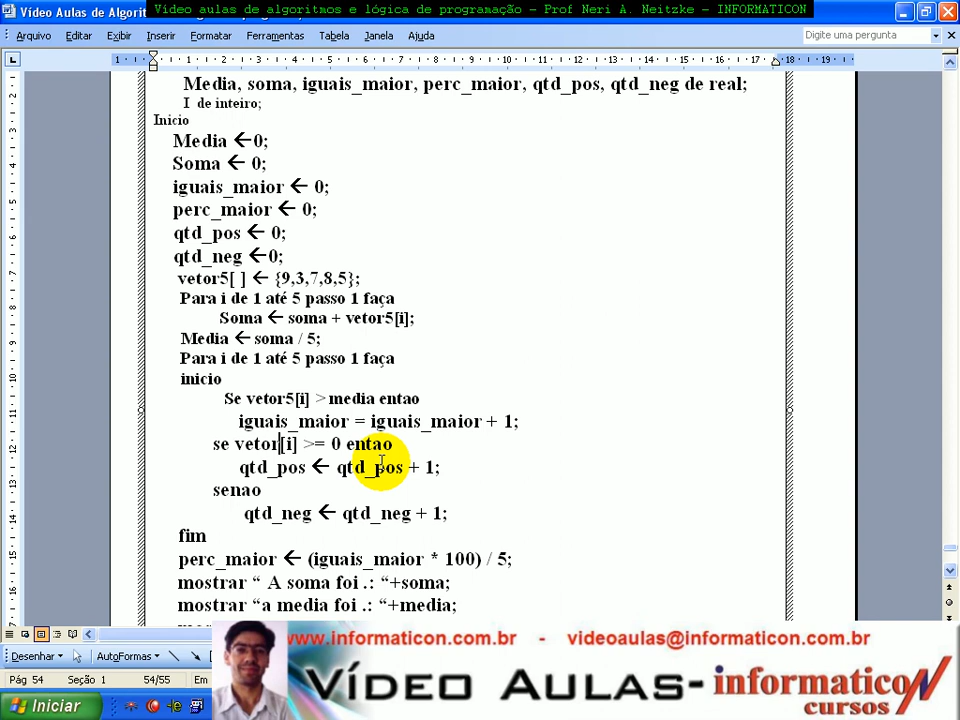 Vídeo aulas de algoritmos e lógica de programação - Prof Neri A. Neitzke - INFORMATICON
Vídeo Aulas de Algorit
Arquivo Editar Exibir Inserir Formatar Ferramentas Tabela Janela Ajuda
Digite uma pergunta
Media, soma, iguais_maior, perc_maior, qtd_pos, qtd_neg de real;
I de inteiro;
Inicio
Media ←0;
Soma ← 0;
iguais_maior ← 0;
perc_maior ← 0;
qtd_pos ← 0;
qtd_neg ←0;
vetor5[ ] ← {9,3,7,8,5};
Para i de 1 até 5 passo 1 faça
Soma ← soma + vetor5[i];
Media ← soma / 5;
Para i de 1 até 5 passo 1 faça
inicio
Se vetor5[i] > media entao
iguais_maior = iguais_maior + 1;
se vetor[i] >= 0 entao
qtd_pos ← qtd_pos + 1;
senao
qtd_neg ← qtd_neg + 1;
fim
perc_maior ← (iguais_maior * 100) / 5;
mostrar “ A soma foi .: “+soma;
mostrar “a media foi .: “+media;
www.informaticon.com.br - videoaulas@informaticon.com.br
Desenhar AutoFormas
Vídeo Aulas- informaticon
cursos
Pág 54 Seção 1 54/55 Em
Iniciar